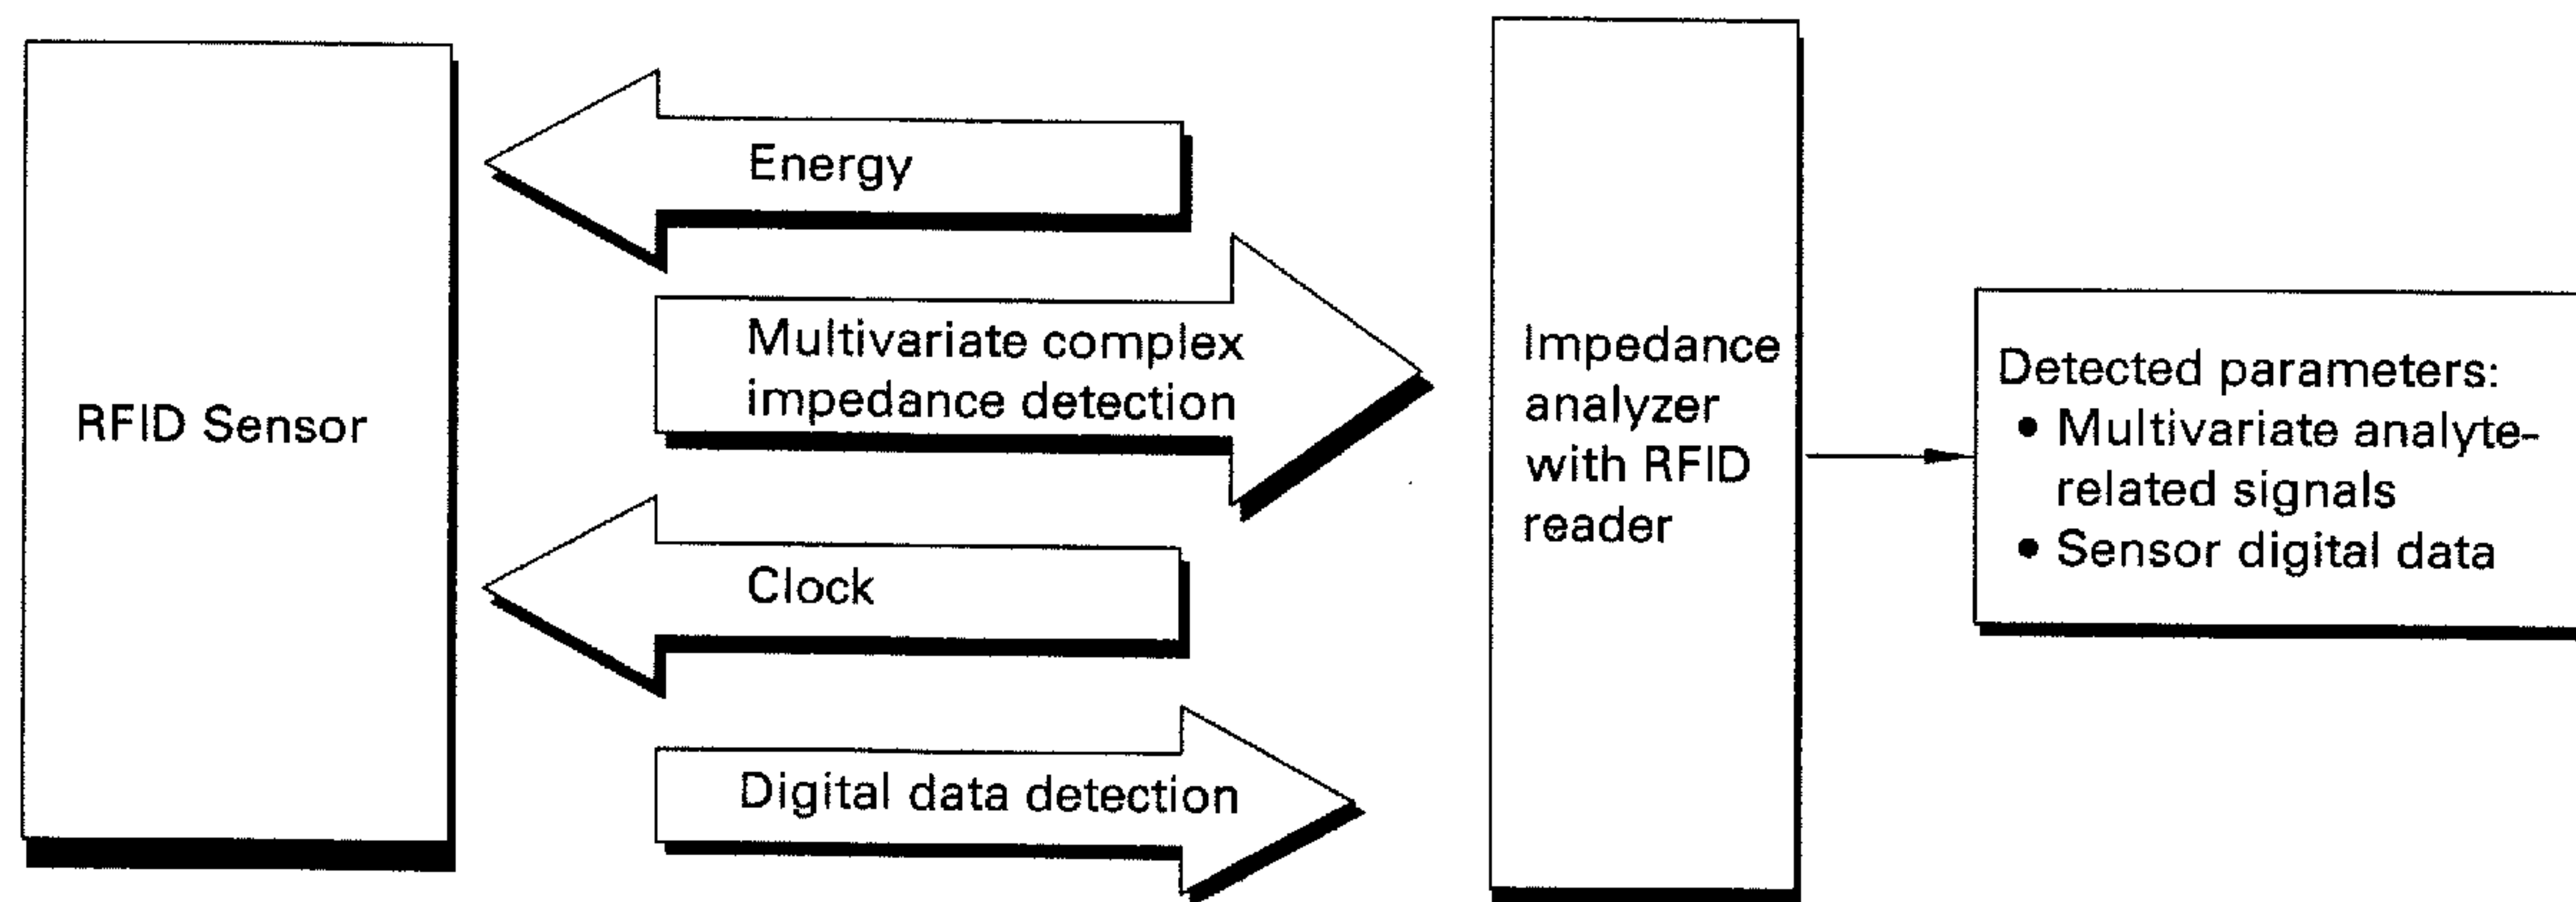 RFID Sensor
Energy
Multivariate complex
impedance detection
Clock
Digital data detection
Impedance
analyzer
with RFID
reader
Detected parameters:
• Multivariate analyte-
related signals
• Sensor digital data